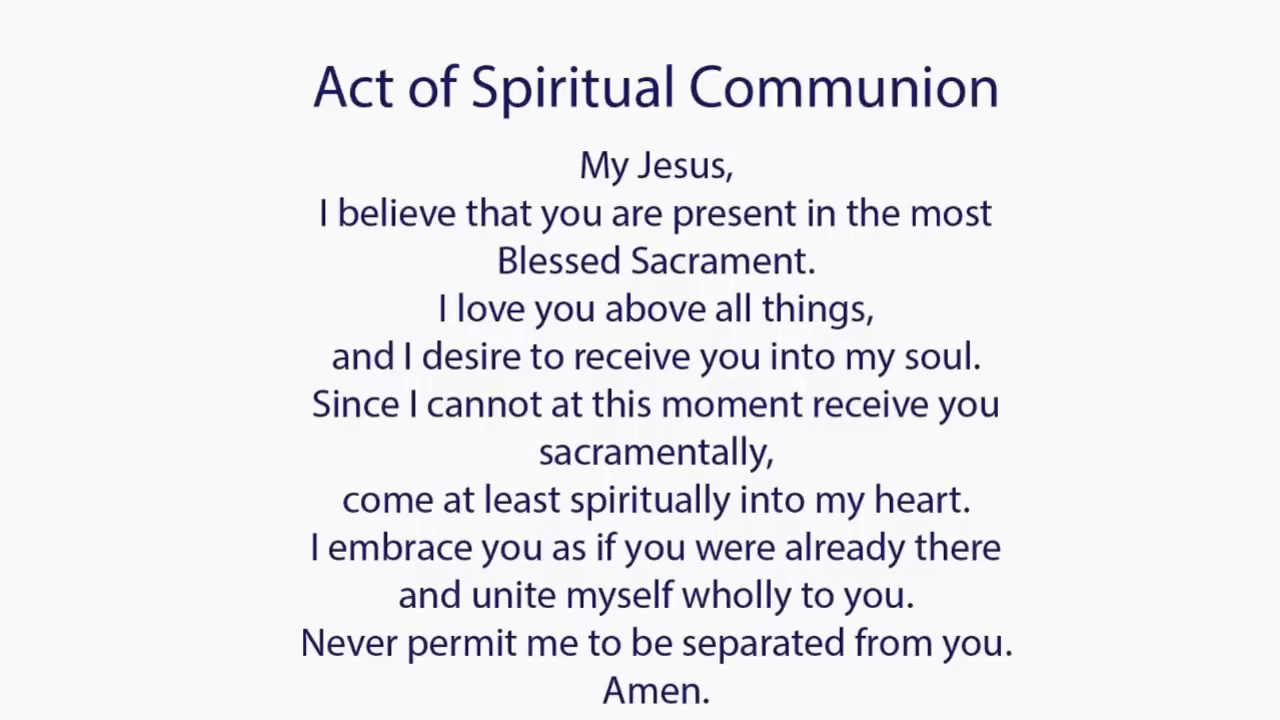 Act of Spiritual Communion
My Jesus,
I believe that you are present in the most
Blessed Sacrament.
I love you above all things,
and I desire to receive you into my soul.
Since I cannot at this moment receive you
sacramentally,
come at least spiritually into my heart.
I embrace you as if you were already there
and unite myself wholly to you.
Never permit me to be separated from you.
Amen.